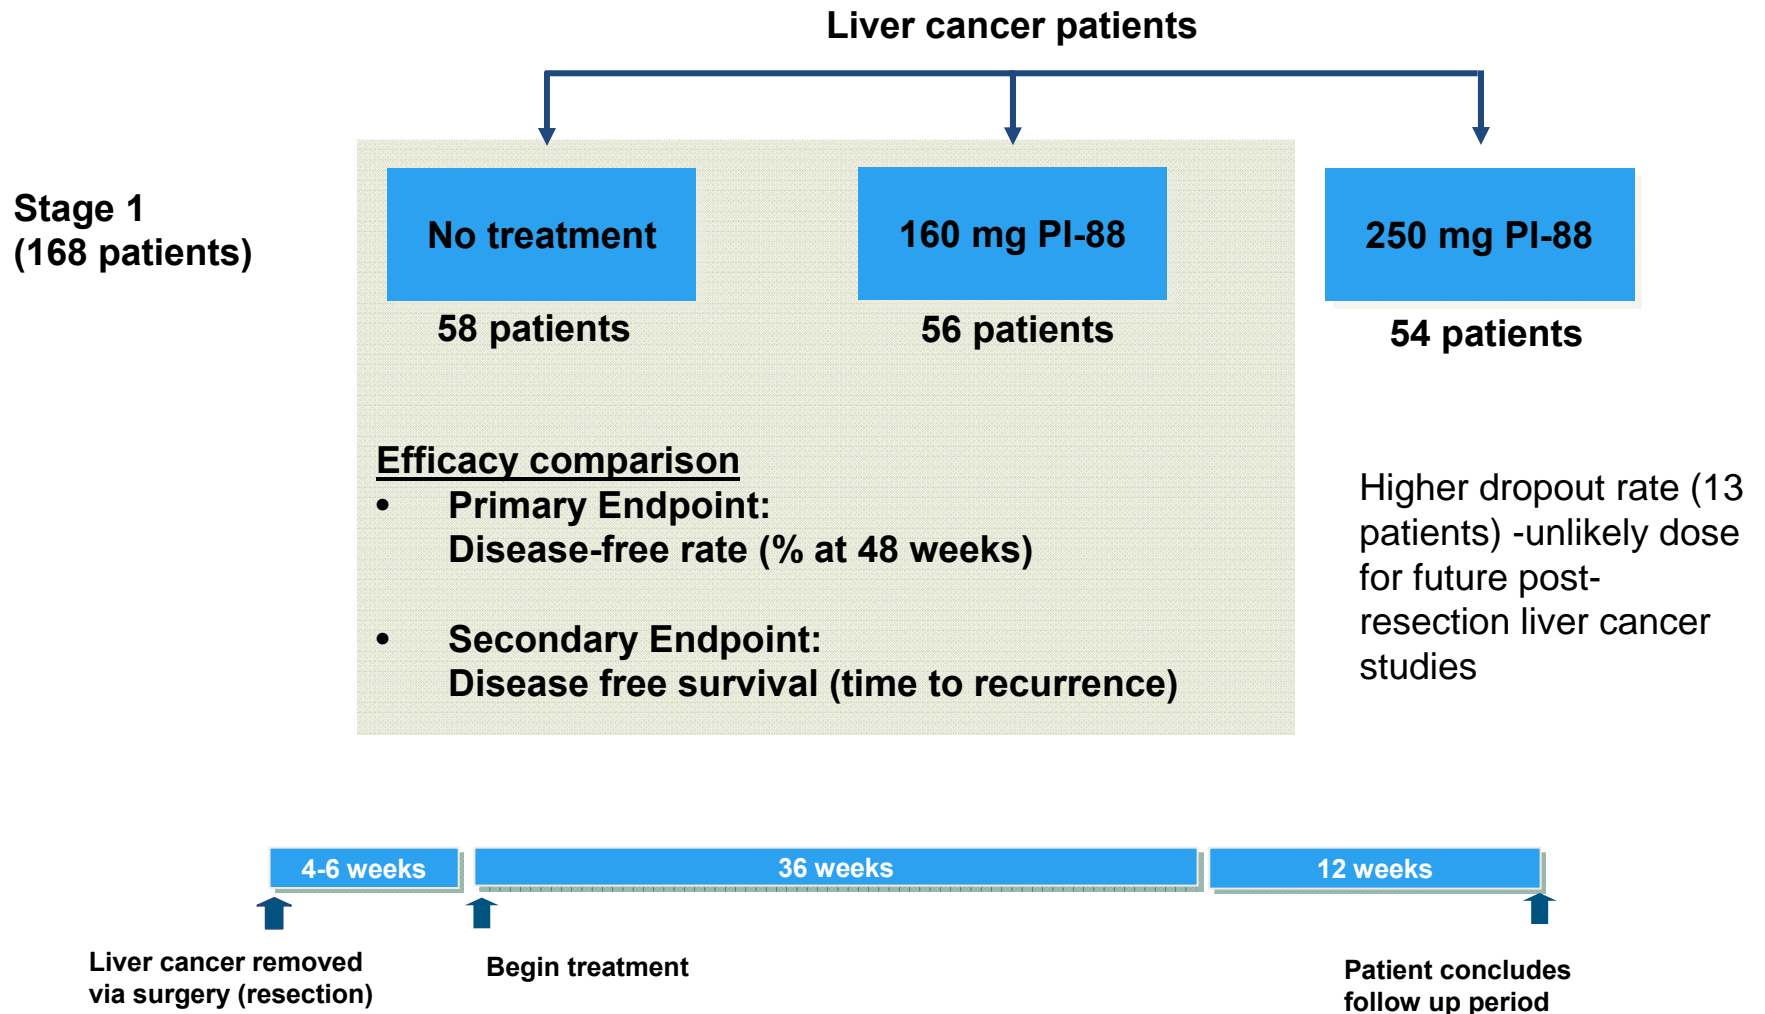 Liver cancer patients
Stage 1
(168 patients)
No treatment
160 mg PI-88
250 mg PI-88
58 patients
56 patients
54 patients
Efficacy comparison
• Primary Endpoint:
Disease-free rate (% at 48 weeks)
• Secondary Endpoint:
Disease free survival (time to recurrence)
Higher dropout rate (13
patients) -unlikely dose
for future post-
resection liver cancer
studies
4-6 weeks
36 weeks
12 weeks
Liver cancer removed
via surgery (resection)
Begin treatment
Patient concludes
follow up period